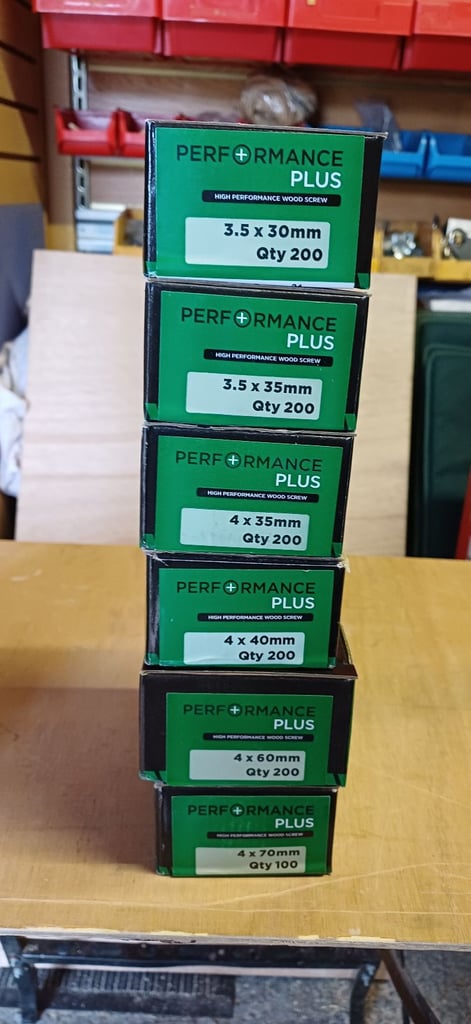 PERFORMANCE
PLUS
HIGH PERFORMANCE WOOD SCREW
3.5 x 30mm
Qty 200
PERFORMANCE
PLUS
HIGH PERFORMANCE WOOD SCREW
3.5 x 35mm
Qty 200
PERFORMANCE
PLUS
HIGH PERFORMANCE WOOD SCREW
4 x 35mm
Qty 200
PERFORMANCE
PLUS
HIGH PERFORMANCE WOOD SCREW
4 x 40mm
Qty 200
PERFORMANCE
PLUS
HIGH PERFORMANCE WOOD SCREW
4 x 60mm
Qty 200
PERFORMANCE
PLUS
HIGH PERFORMANCE WOOD SCREW
4 x 70mm
Qty 100